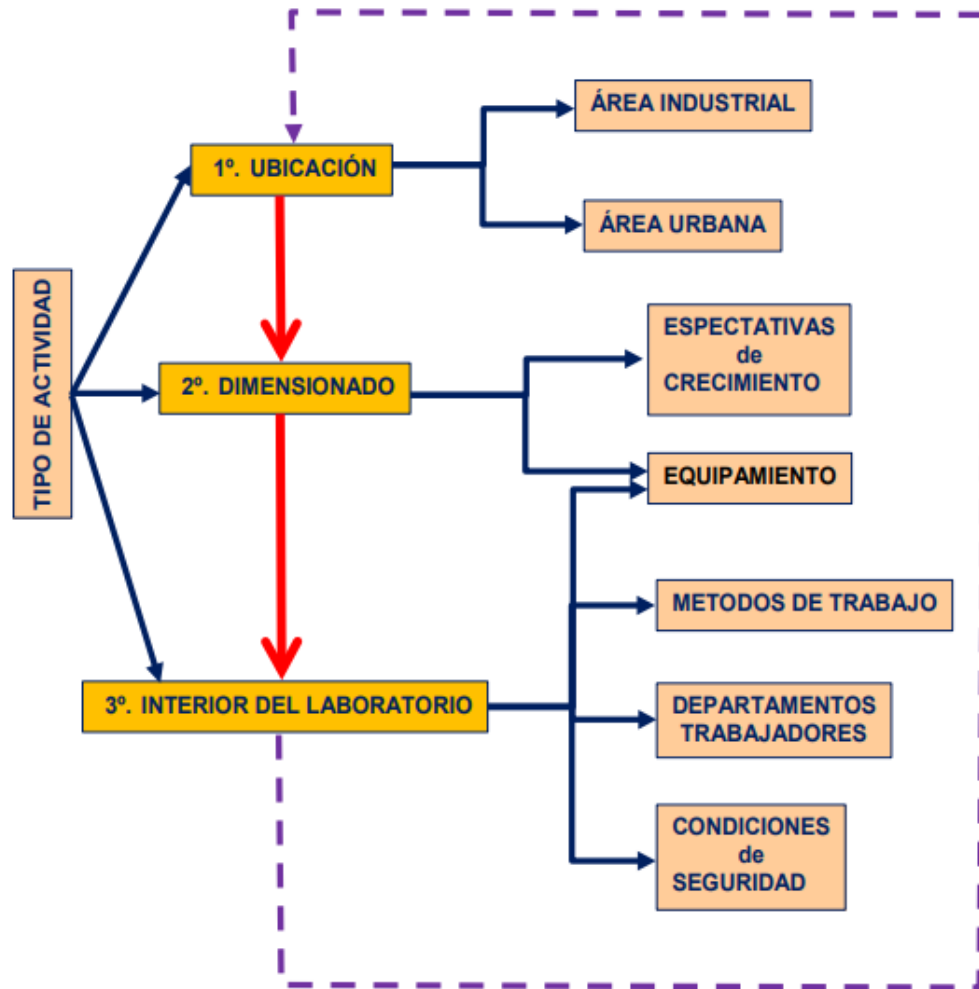 ÁREA INDUSTRIAL
1º. UBICACIÓN
ÁREA URBANA
TIPO DE ACTIVIDAD
ESPECTATIVAS
de
CRECIMIENTO
2º. DIMENSIONADO
EQUIPAMIENTO
METODOS DE TRABAJO
3º. INTERIOR DEL LABORATORIO
DEPARTAMENTOS
TRABAJADORES
CONDICIONES
de
SEGURIDAD